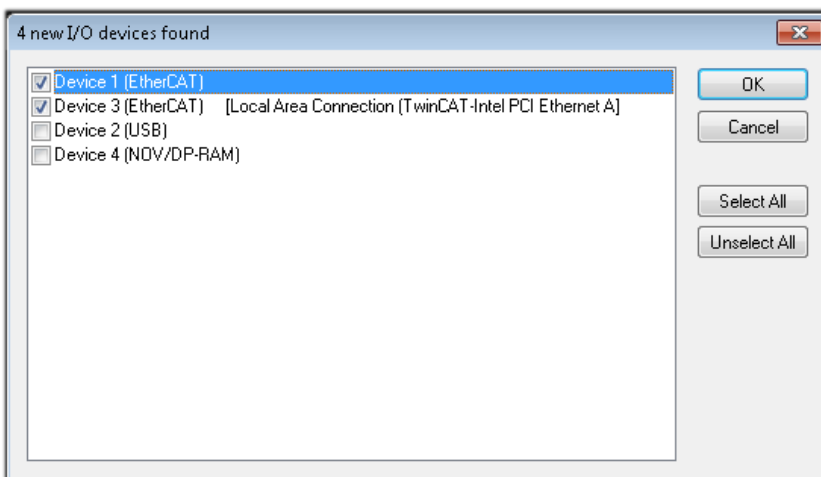 4 new I/O devices found
Device 1 (EtherCAT)
Device 3 (EtherCAT) [Local Area Connection (TwinCAT-Intel PCI Ethernet A]
Device 2 (USB)
Device 4 (NOV/DP-RAM)
OK
Cancel
Select All
Unselect All